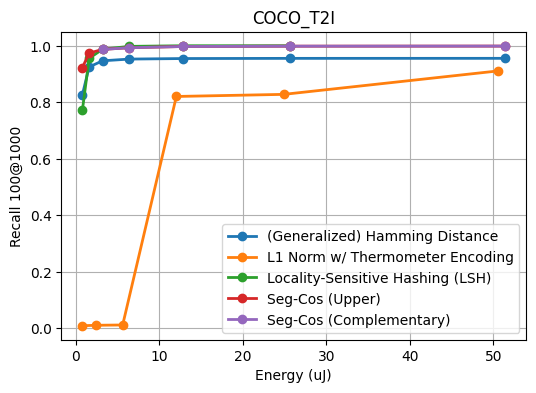 COCO_T2I
1.0
0.8
0.6
0.4
0.2
0.0
Recall 100@1000
(Generalized) Hamming Distance
L1 Norm w/ Thermometer Encoding
Locality-Sensitive Hashing (LSH)
Seg-Cos (Upper)
Seg-Cos (Complementary)
0 10 20 30 40 50
Energy (uJ)